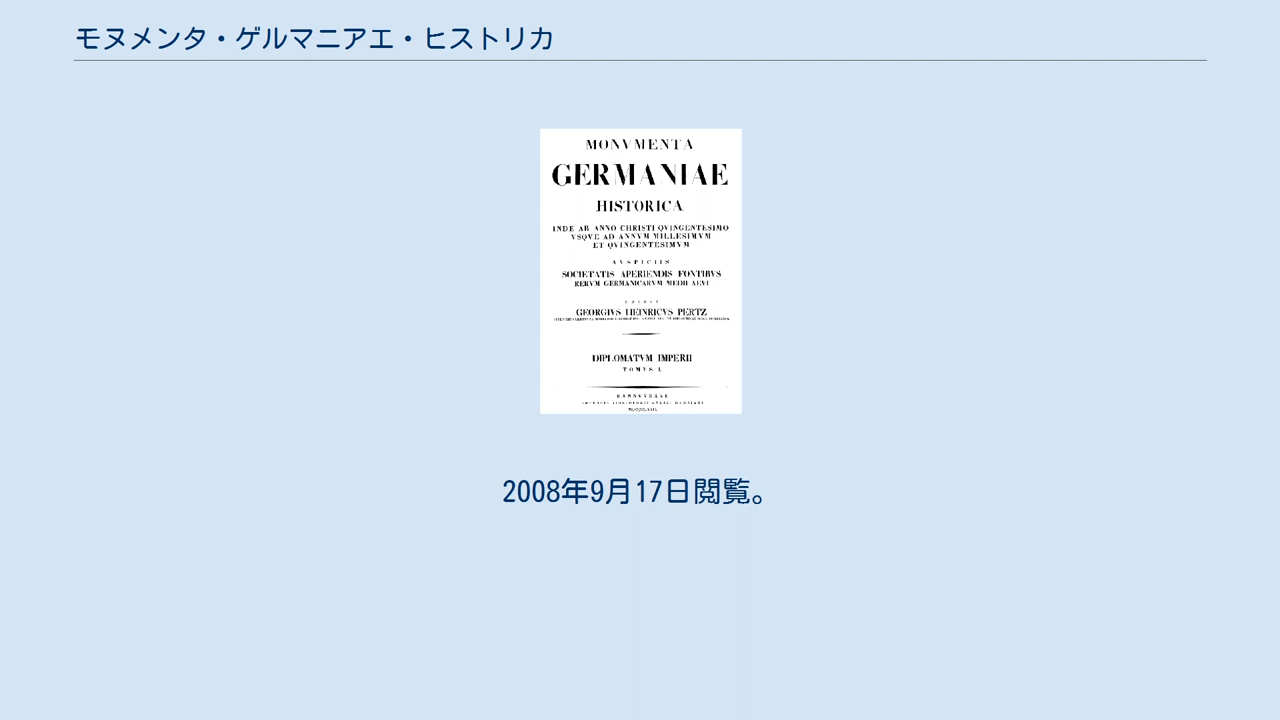 モヌメンタ・ゲルマニアエ・ヒストリカ
MONVMENTA
GERMANIAE
HISTORICA
INDE AB ANNO CHRISTI QVINGENTESIMO
VSQVE AD ANNVM MILLESIMVM
ET QVINGENTESIMVM
AVSPICIIS
SOCIETATIS APERIENDIS FONTIBVS
RERVM GERMANICARVM MEDII AEVI
EDIDIT
GEORGIVS HEINRICVS PERTZ
DIPLOMATVM IMPERII
TOMVS I.
HANNOVERAE
2008年9月17日閲覧。